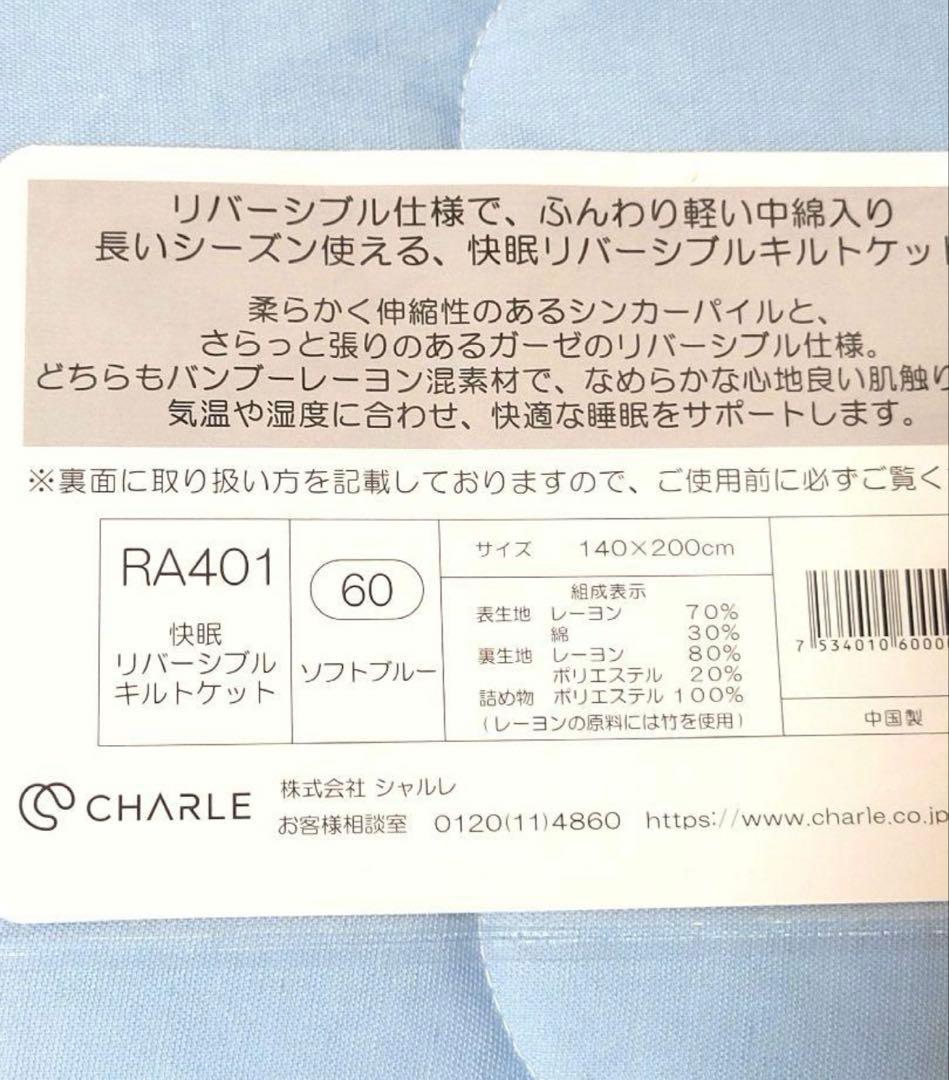 リバーシブル仕様で、ふんわり軽い中綿入り
長いシーズン使える、快眠リバーシブルキルトケッ
柔らかく伸縮性のあるシンカーパイルと、
さらっと張りのあるガーゼのリバーシブル仕様。
どちらもバンブーレーヨン混素材で、なめらかな心地良い肌触り
気温や湿度に合わせ、快適な睡眠をサポートします。
※裏面に取り扱い方を記載しておりますので、ご使用前に必ずご覧く
RA401
快眠
リバーシブル
キルトケット
60
ソフトブルー
サイズ 140×200cm
組成表示
表生地 レーヨン 70%
綿 30%
裏生地 レーヨン 80%
ポリエステル 20%
詰め物 ポリエステル 100%
(レーヨンの原料には竹を使用)
7 534010 6000
中国製
CHARLE
株式会社 シャルレ
お客様相談室 0120(11)4860 https://www.charle.co.jp